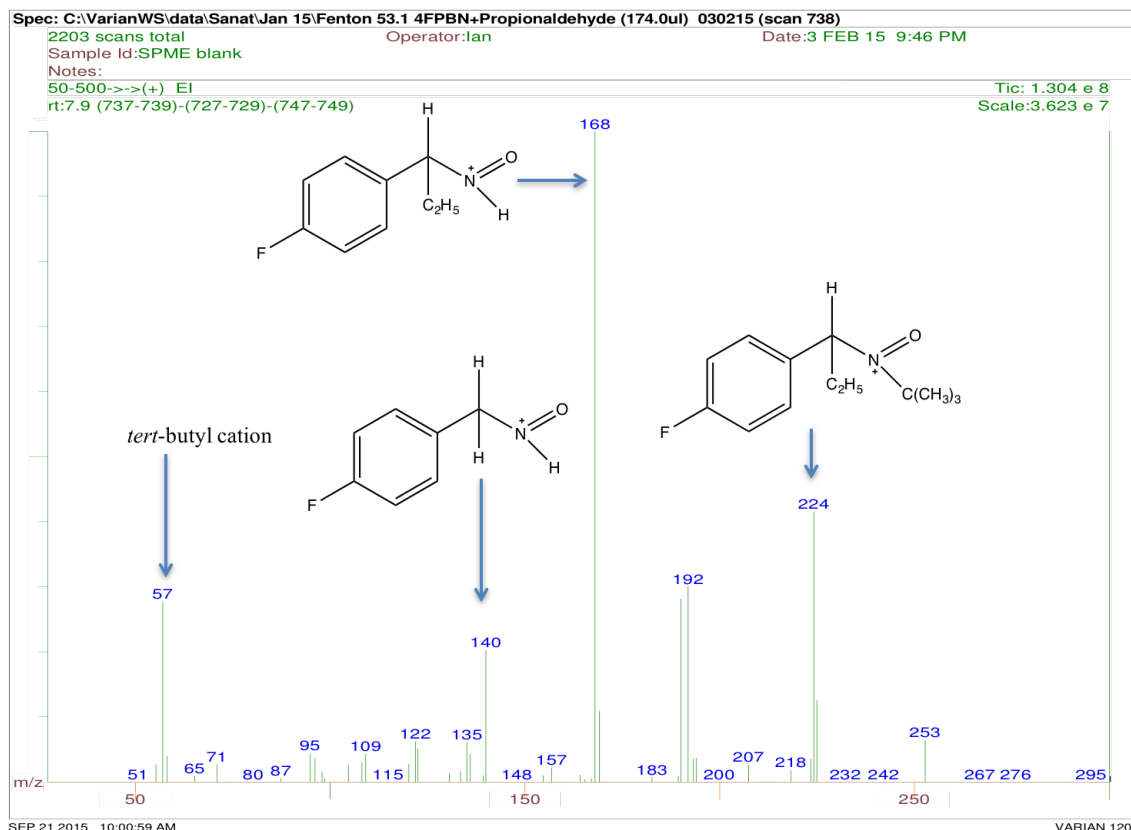 Spec: C:\VarianWS\data\Sanat\Jan 15\Fenton 53.1 4FPBN+Propionaldehyde (174.0ul) 030215 (scan 738)
2203 scans total Operator:Ian Date:3 FEB 15 9:46 PM
Sample Id:SPME blank
Notes:
50-500->->(+) EI Tic: 1.304 e 8
rt:7.9 (737-739)-(727-729)-(747-749) Scale:3.623 e 7
H
168
O
+
N
C₂H₅
H
F
H
O
N
+
C₂H₅
C(CH₃)₃
F
H
O
+
N
H
H
F
tert-butyl cation
224
192
57
140
253
122
135
95
109
71
207
157
218
51
65
80
87
115
148
183
200
232
242
267
276
295
m/z
50
150
250
SEP 21 2015 10:00:59 AM VARIAN 120